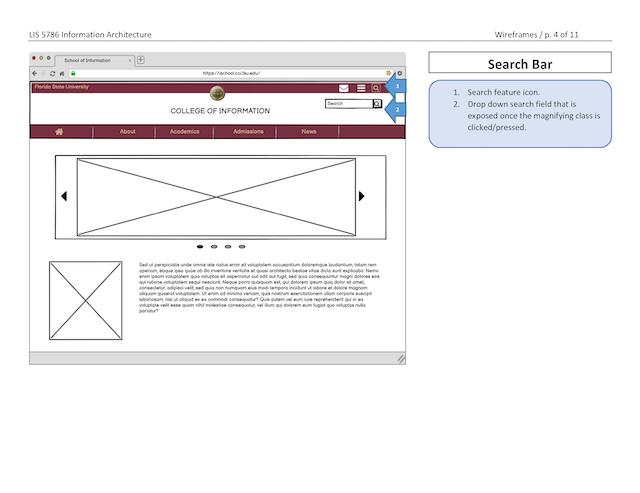 LIS 5786 Information Architecture
Wireframes / p. 4 of 11
Search Bar
1. Search feature icon.
2. Drop down search field that is
exposed once the magnifying class is
clicked/pressed.
School of Information
https://ischool.cci.fsu.edu/
Florida State University
1
COLLEGE OF INFORMATION
Search
2
About
Academics
Admissions
News
Sed ut perspiciatis unde omnis iste natus error sit voluptatem accusantium doloremque laudantium, totam rem
aperiam, eaque ipsa quae ab illo inventore veritatis et quasi architecto beatae vitae dicta sunt explicabo. Nemo
enim ipsam voluptatem quia voluptas sit aspernatur aut odit aut fugit, sed quia consequuntur magni dolores eos
qui ratione voluptatem sequi nesciunt. Neque porro quisquam est, qui dolorem ipsum quia dolor sit amet,
consectetur, adipisci velit, sed quia non numquam eius modi tempora incidunt ut labore et dolore magnam
aliquam quaerat voluptatem. Ut enim ad minima veniam, quis nostrum exercitationem ullam corporis suscipit
laboriosam, nisi ut aliquid ex ea commodi consequatur? Quis autem vel eum iure reprehenderit qui in ea
voluptate velit esse quam nihil molestiae consequatur, vel illum qui dolorem eum fugiat quo voluptas nulla
pariatur?